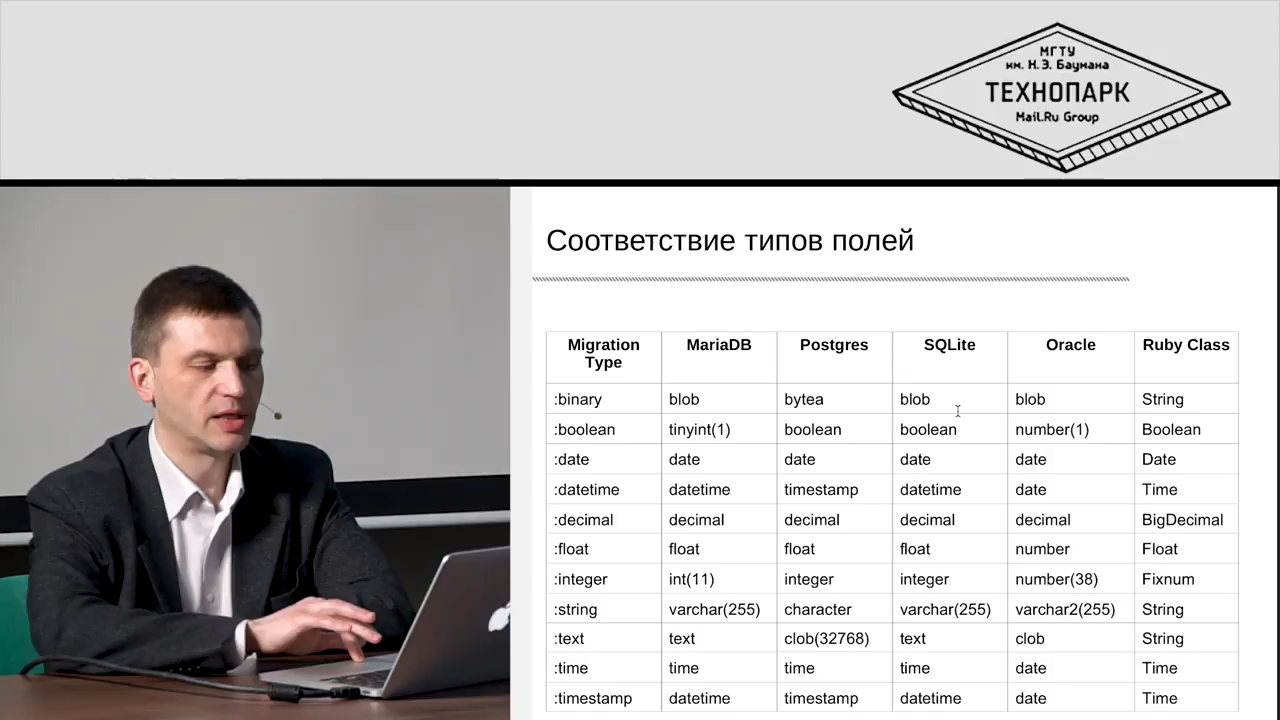 МГТУ
им. Н.Э. Баумана
ТЕХНОПАРК
Mail.Ru Group
Соответствие типов полей
Migration Type MariaDB Postgres SQLite Oracle Ruby Class
:binary blob bytea blob blob String
:boolean tinyint(1) boolean boolean number(1) Boolean
:date date date date date Date
:datetime datetime timestamp datetime date Time
:decimal decimal decimal decimal decimal BigDecimal
:float float float float number Float
:integer int(11) integer integer number(38) Fixnum
:string varchar(255) character varchar(255) varchar2(255) String
:text text clob(32768) text clob String
:time time time time date Time
:timestamp datetime timestamp datetime date Time